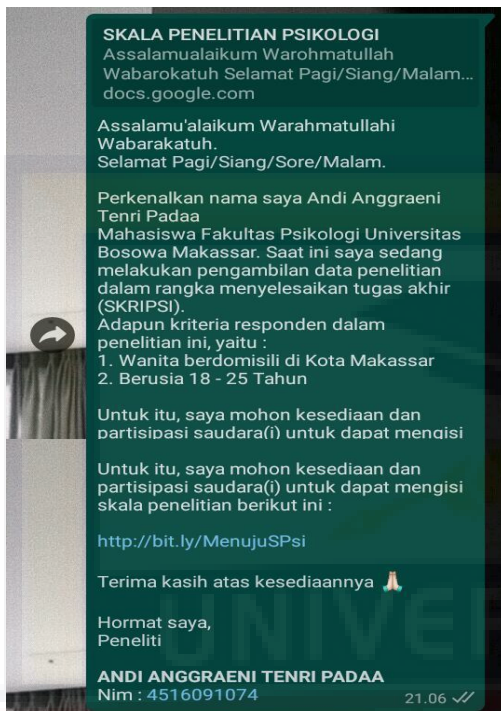 SKALA PENELITIAN PSIKOLOGI
Assalamualaikum Warohmatullah
Wabarokatuh Selamat Pagi/Siang/Malam...
docs.google.com
Assalamu'alaikum Warahmatullahi
Wabarakatuh.
Selamat Pagi/Siang/Sore/Malam.
Perkenalkan nama saya Andi Anggraeni
Tenri Padaa
Mahasiswa Fakultas Psikologi Universitas
Bosowa Makassar. Saat ini saya sedang
melakukan pengambilan data penelitian
dalam rangka menyelesaikan tugas akhir
(SKRIPSI).
Adapun kriteria responden dalam
penelitian ini, yaitu :
1. Wanita berdomisili di Kota Makassar
2. Berusia 18 - 25 Tahun
Untuk itu, saya mohon kesediaan dan
partisipasi saudara(i) untuk dapat mengisi
Untuk itu, saya mohon kesediaan dan
partisipasi saudara(i) untuk dapat mengisi
skala penelitian berikut ini :
http://bit.ly/MenujuSPsi
Terima kasih atas kesediaannya 🙏🏻
Hormat saya,
Peneliti
UNIVE
ANDI ANGGRAENI TENRI PADAA
Nim : 4516091074
21.06